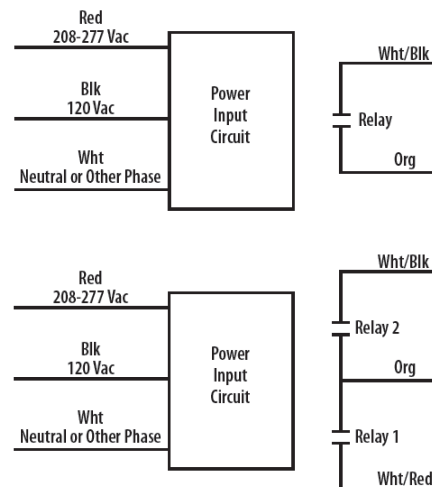 Red
208-277 Vac
Blk
120 Vac
Wht
Neutral or Other Phase
Power
Input
Circuit
Wht/Blk
Relay
Org
Red
208-277 Vac
Blk
120 Vac
Wht
Neutral or Other Phase
Power
Input
Circuit
Wht/Blk
Relay 2
Org
Relay 1
Wht/Red